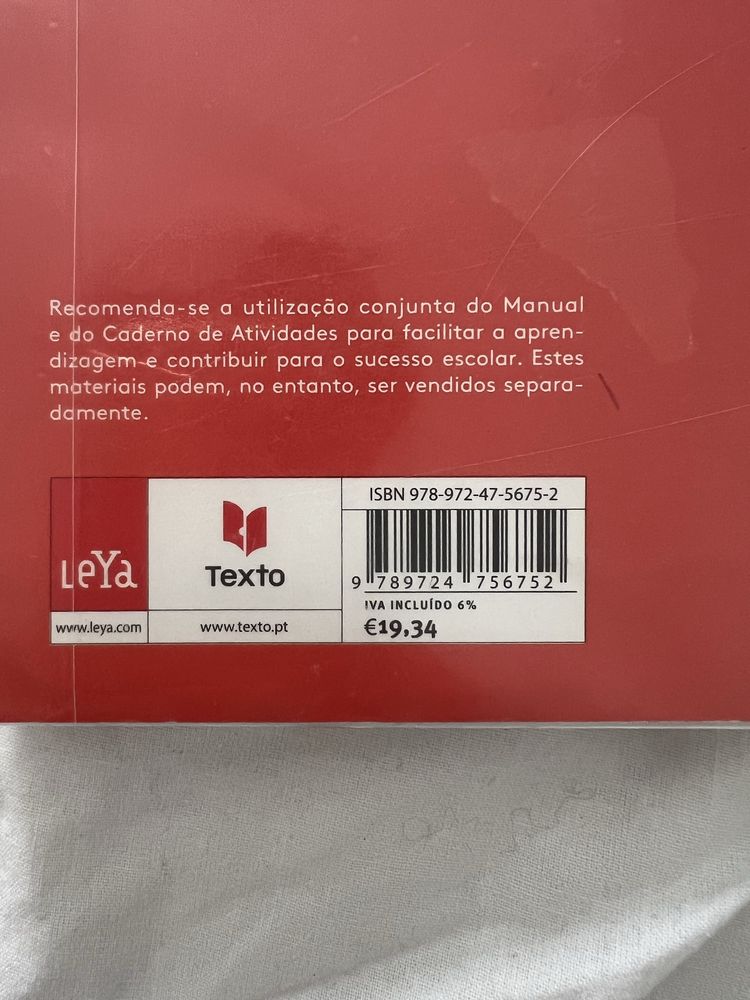 Recomenda-se a utilização conjunta do Manual
e do Caderno de Atividades para facilitar a apren-
dizagem e contribuir para o sucesso escolar. Estes
materiais podem, no entanto, ser vendidos separa-
damente.
LeYa
www.leya.com
Texto
www.texto.pt
ISBN 978-972-47-5675-2
9 789724 756752
IVA INCLUÍDO 6%
€19,34